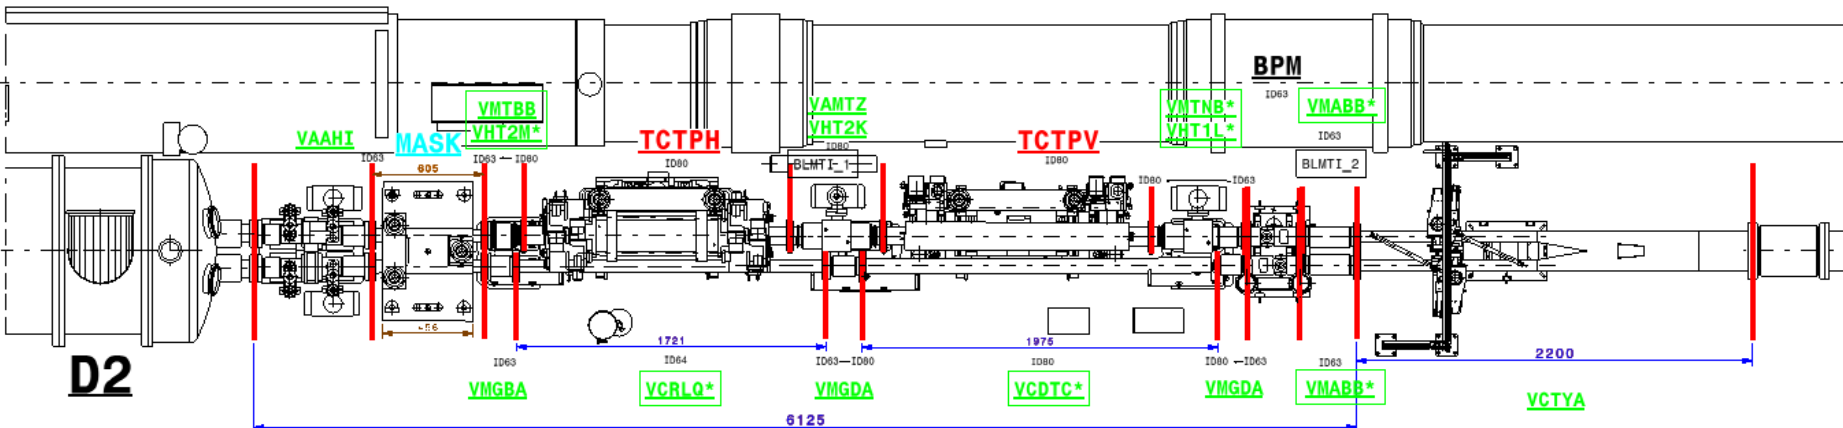 BPM
ID63
VMTBB
VHT2M*
VAMTZ
VHT2K
ID80
VMTNB*
VHT1L*
VMABB*
ID63
VAAHI
MASK
TCTPH
TCTPV
ID63
ID63 ← ID80
ID80
BLMTI_1
ID80
BLMTI_2
605
ID80
ID63
456
1721
1975
2200
ID63
ID64
ID63—ID80
ID80
ID80 ←ID63
ID63
D2
VMGBA
VCRLQ*
VMGDA
VCDTC*
VMGDA
VMABB*
VCTYA
6125